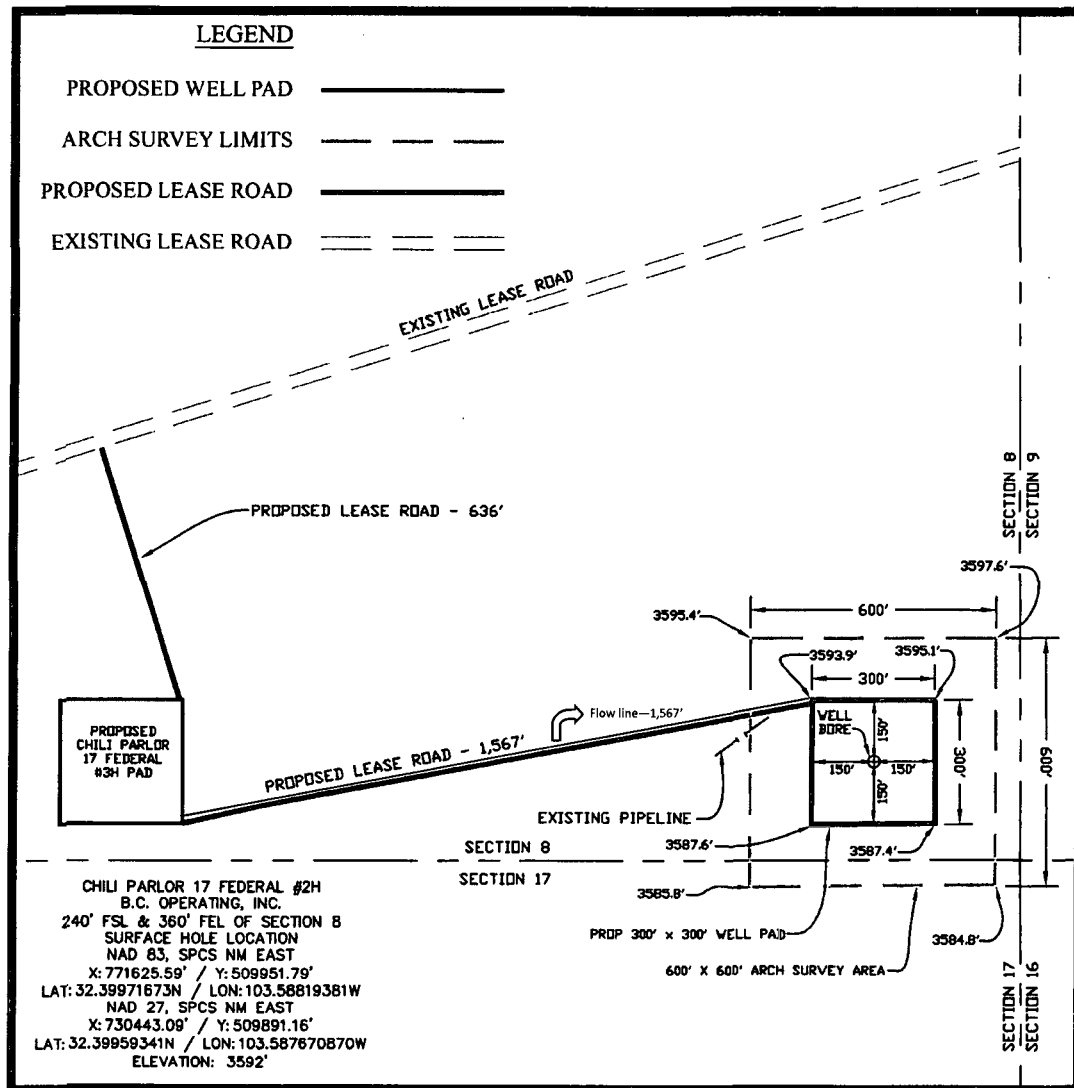 LEGEND
PROPOSED WELL PAD
ARCH SURVEY LIMITS
PROPOSED LEASE ROAD
EXISTING LEASE ROAD
EXISTING LEASE ROAD
PROPOSED LEASE ROAD - 636'
SECTION 8
SECTION 9
3597.6'
3595.4'
600'
3593.9'
3595.1'
300'
PROPOSED
CHILI PARLOR
17 FEDERAL
#3H PAD
Flow line—1,567'
PROPOSED LEASE ROAD - 1,567'
WELL
BORE
150'
150'
150'
150'
300'
600'
EXISTING PIPELINE
3587.6'
3587.4'
SECTION 8
SECTION 17
3585.8'
3584.8'
PROP 300' x 300' WELL PAD
600' X 600' ARCH SURVEY AREA
SECTION 17
SECTION 16
CHILI PARLOR 17 FEDERAL #2H
B.C. OPERATING, INC.
240' FSL & 360' FEL OF SECTION 8
SURFACE HOLE LOCATION
NAD 83, SPCS NM EAST
X: 771625.59' / Y: 509951.79'
LAT: 32.39971673N / LON: 103.58819381W
NAD 27, SPCS NM EAST
X: 730443.09' / Y: 509891.16'
LAT: 32.39959341N / LON: 103.587670870W
ELEVATION: 3592'